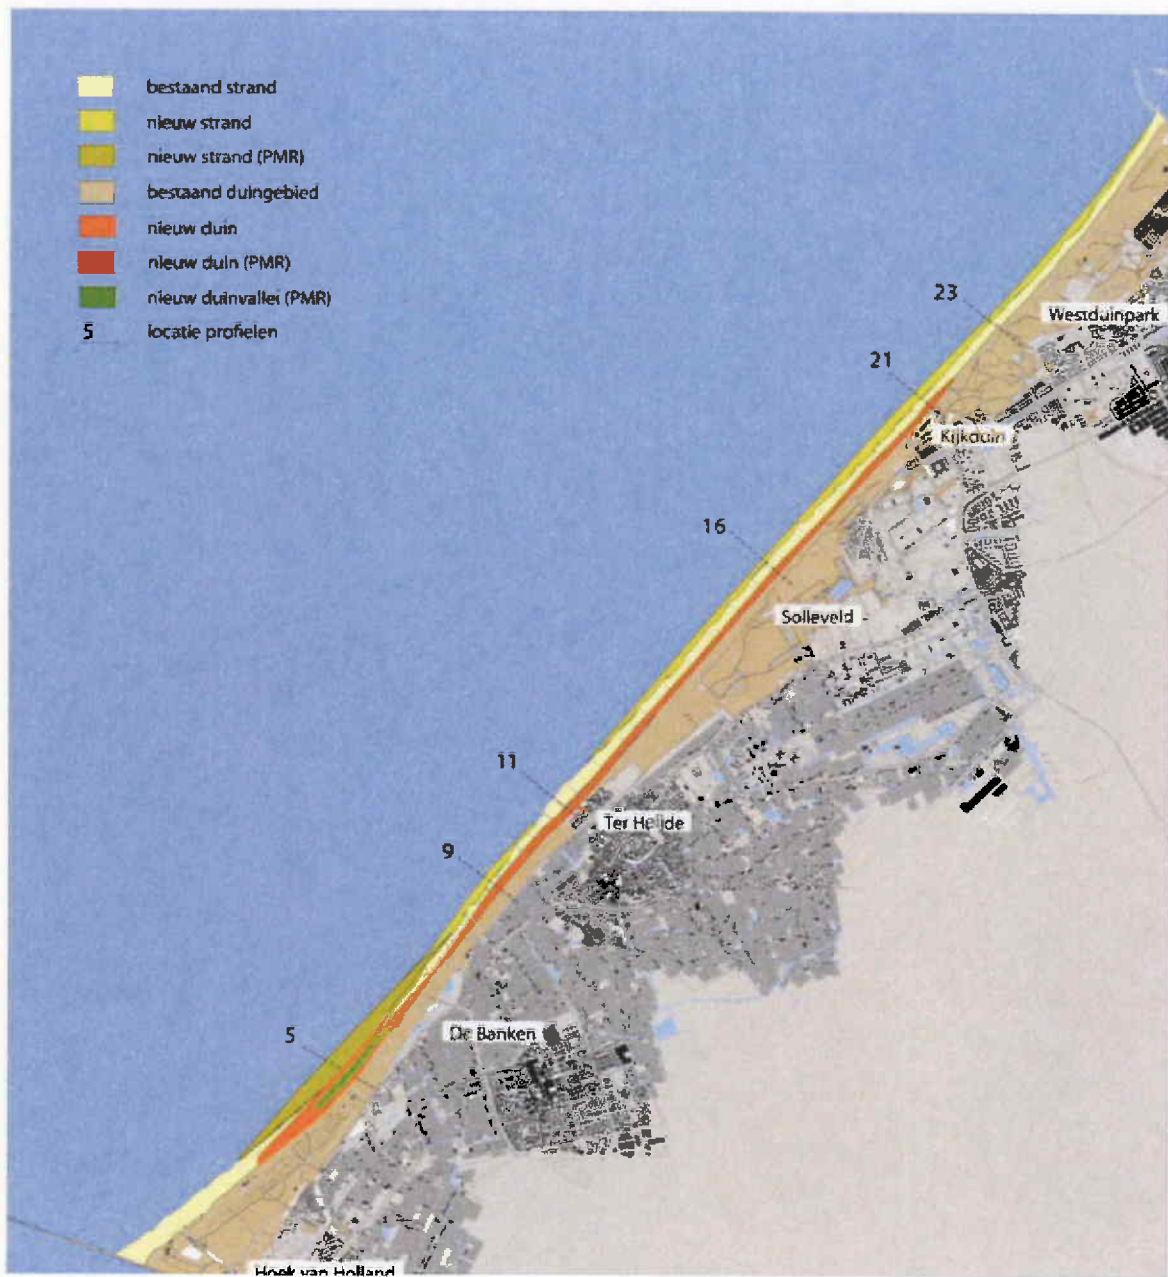 bestaand strand
nieuw strand
nieuw strand (PMR)
bestaand duingebied
nieuw duin
nieuw duin (PMR)
nieuw duinvallei (PMR)
5 locatie profielen
23
Westduinpark
21
Kijkduin
16
Solleveld
11
Ter Heijde
9
5
De Banken
Hoek van Holland